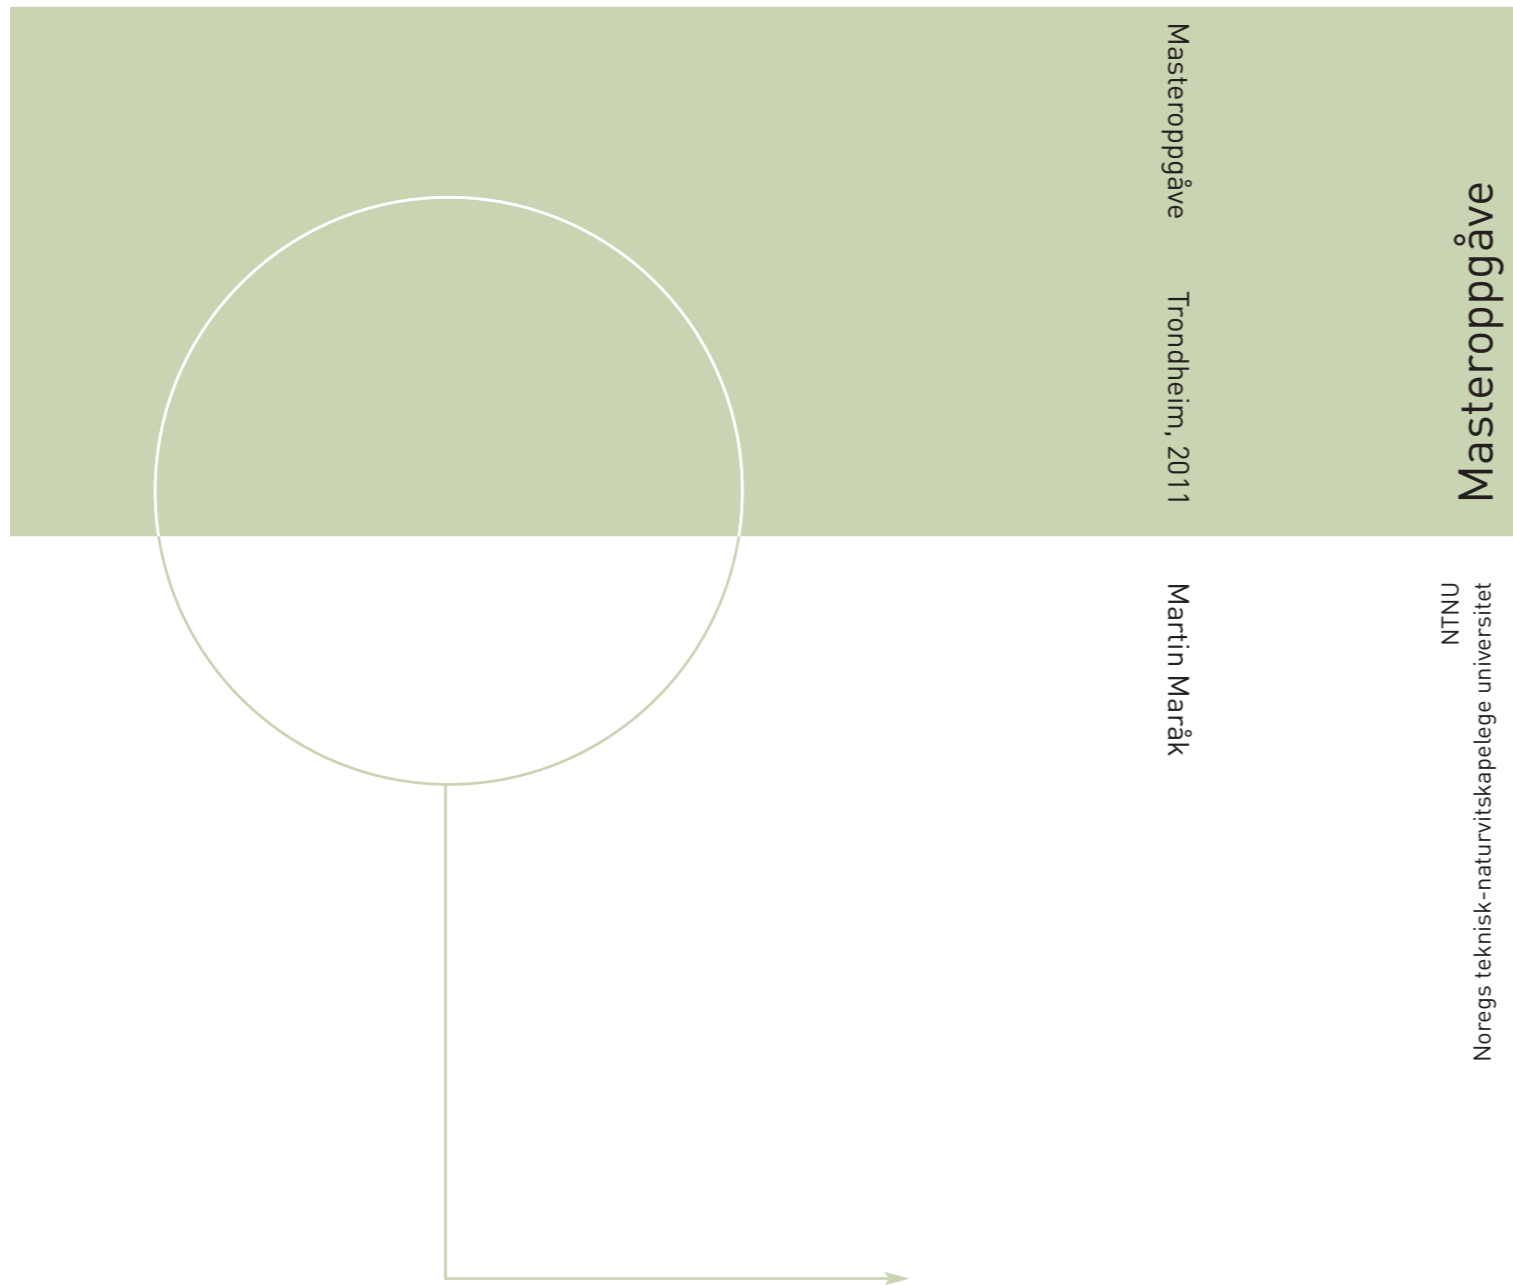 Masteroppgåve
Trondheim, 2011
Martin Maråk
Masteroppgåve
NTNU
Noregs teknisk-naturvitskapelege universitet